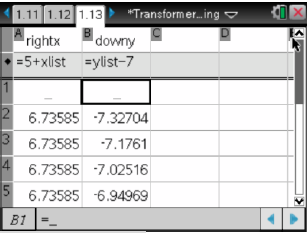 1.11 1.12 1.13 *Transformer...ing
A rightx B downy C D
=5+xlist =ylist−7
1 _ _
2 6.73585 -7.32704
3 6.73585 -7.1761
4 6.73585 -7.02516
5 6.73585 -6.94969
B1 =_